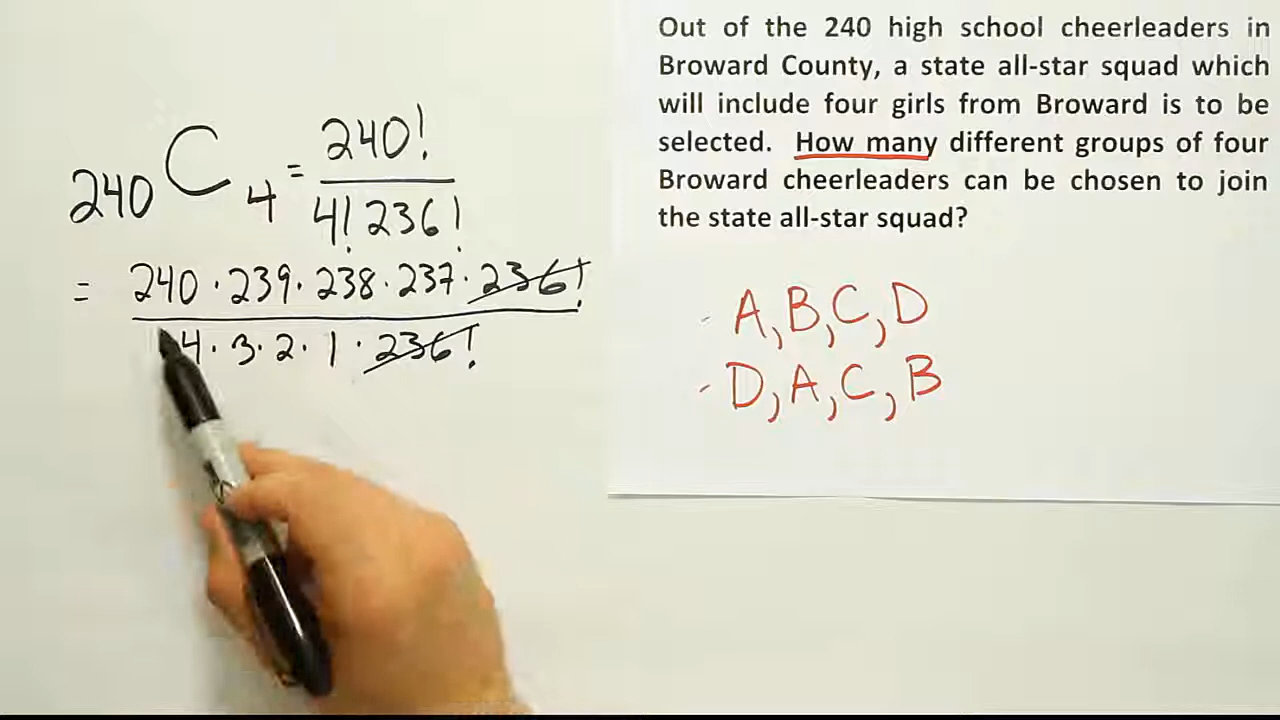 240 C 4 = 240! / 4! 236!
= 240 · 239 · 238 · 237 · 236! / 4 · 3 · 2 · 1 · 236!
Out of the 240 high school cheerleaders in
Broward County, a state all-star squad which
will include four girls from Broward is to be
selected. How many different groups of four
Broward cheerleaders can be chosen to join
the state all-star squad?
- A, B, C, D
- D, A, C, B